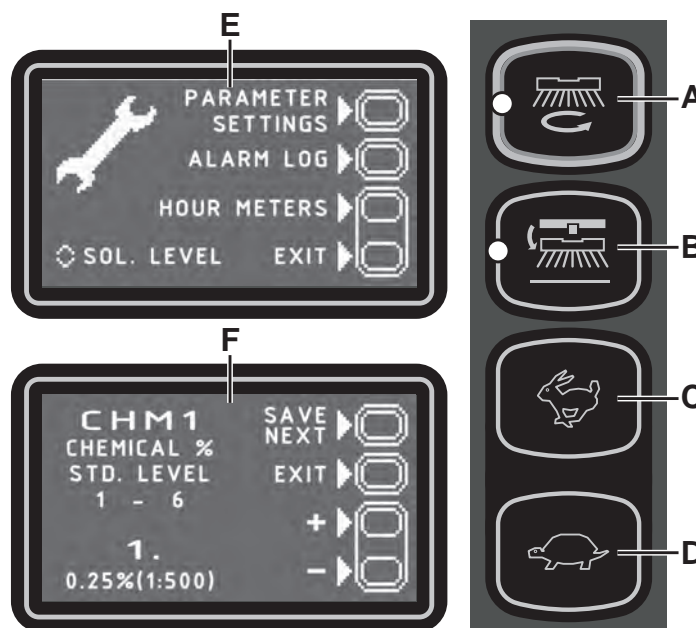 E
PARAMETER
SETTINGS
ALARM LOG
HOUR METERS
SOL. LEVEL EXIT
F
CHM1
CHEMICAL %
STD. LEVEL
1 - 6
1.
0.25%(1:500)
SAVE
NEXT
EXIT
+
-
A
B
C
D